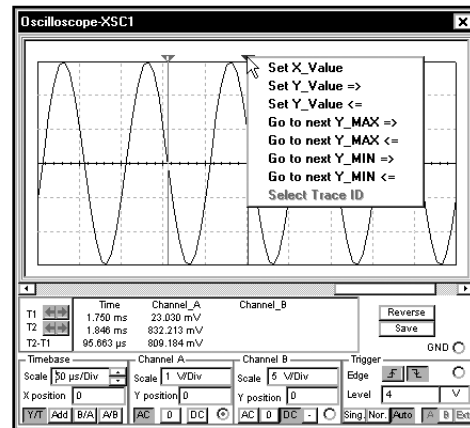 Oscilloscope-XSC1
Set X_Value
Set Y_Value =>
Set Y_Value <=
Go to next Y_MAX =>
Go to next Y_MAX <=
Go to next Y_MIN =>
Go to next Y_MIN <=
Select Trace ID
Time Channel_A Channel_B
T1 1.750 ms 23.030 mV
T2 1.846 ms 832.213 mV
T2-T1 95.663 µs 809.184 mV
Reverse
Save
GND
Timebase Channel A Channel B Trigger
Scale 50 µs/Div Scale 1 V/Div Scale 5 V/Div Edge
X position 0 Y position 0 Y position 0 Level 4 V
Y/T Add B/A A/B AC 0 DC AC 0 DC - Sing. Nor. Auto A B Ext